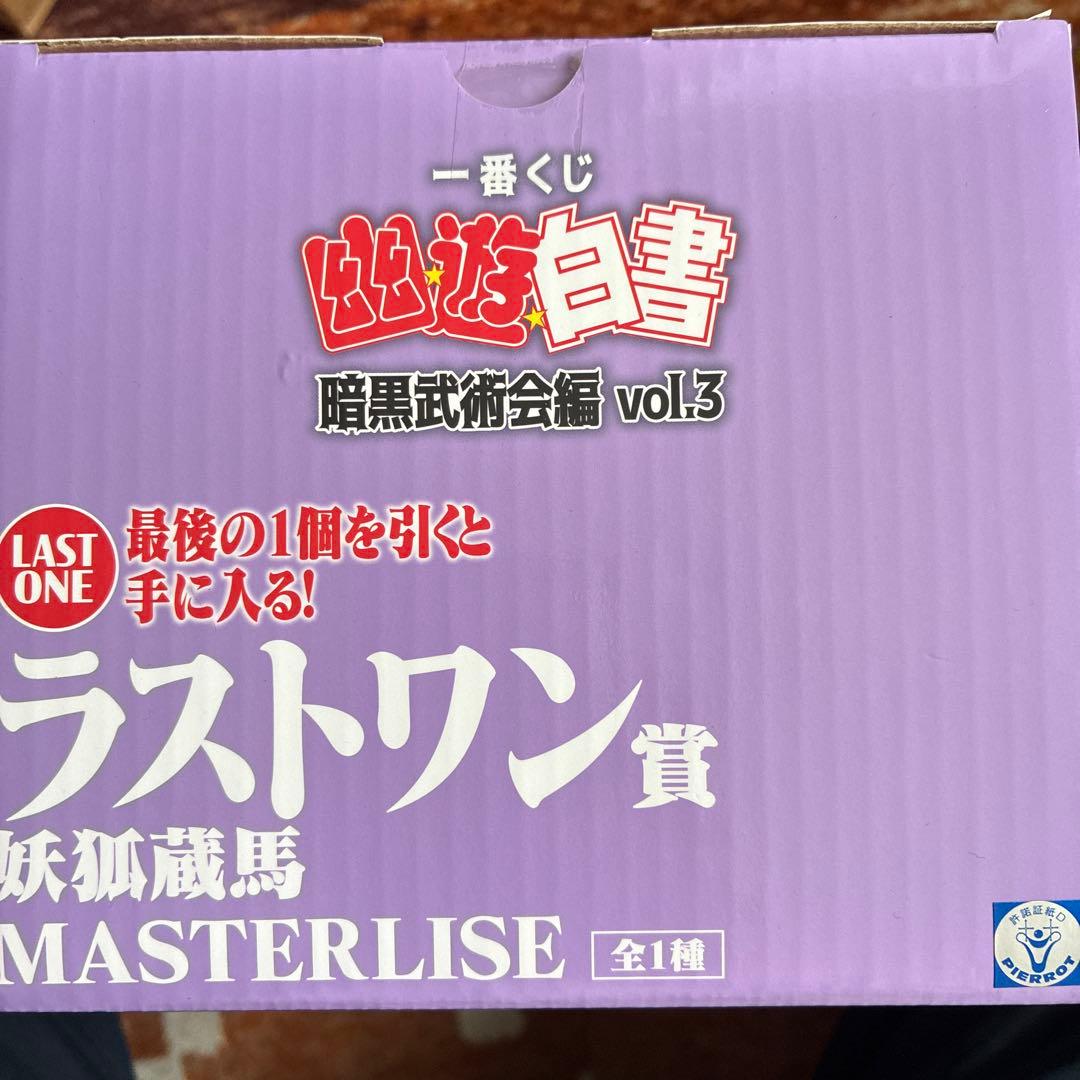 一番くじ
幽遊白書
暗黒武術会編 vol.3
LAST
ONE
最後の1個を引くと
手に入る!
ラストワン賞
妖狐蔵馬
MASTERLISE 全1種
許諾証紙D
PIERROT